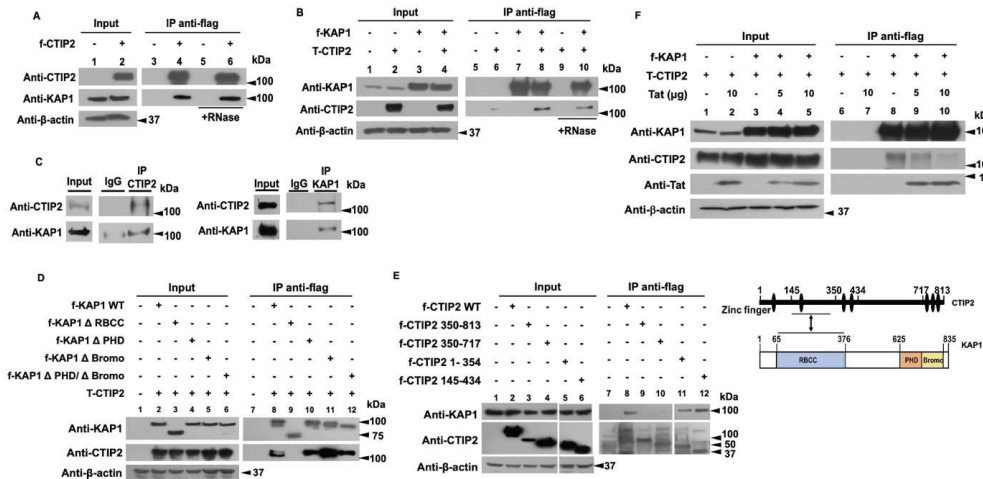 A
Input IP anti-flag
f-CTIP2 - + - + - + kDa
1 2 3 4 5 6
Anti-CTIP2 100
Anti-KAP1 100
Anti-β-actin 37 +RNase
B
Input IP anti-flag
f-KAP1 - - + + - - + + - +
T-CTIP2 - + - + - + - + + + kDa
1 2 3 4 5 6 7 8 9 10
Anti-KAP1 100
Anti-CTIP2 100
Anti-β-actin 37 +RNase
C
Input IgG IP CTIP2 kDa
Anti-CTIP2 100
Anti-KAP1 100
Input IgG IP KAP1 kDa
Anti-CTIP2 100
Anti-KAP1 100
D
Input IP anti-flag
f-KAP1 WT - + - - - - - + - - - -
f-KAP1 Δ RBCC - - + - - - - - + - - -
f-KAP1 Δ PHD - - - + - - - - - + - -
f-KAP1 Δ Bromo - - - - + - - - - - + -
f-KAP1 Δ PHD/ Δ Bromo - - - - - + - - - - - +
T-CTIP2 - + + + + + - + + + + + kDa
1 2 3 4 5 6 7 8 9 10 11 12
Anti-KAP1 100
75
Anti-CTIP2 100
Anti-β-actin 37
E
Input IP anti-flag
f-CTIP2 WT - + - - - - - + - - - -
f-CTIP2 350-813 - - + - - - - - + - - -
f-CTIP2 350-717 - - - + - - - - - + - -
f-CTIP2 1- 354 - - - - + - - - - - + -
f-CTIP2 145-434 - - - - - + - - - - - +
1 2 3 4 5 6 7 8 9 10 11 12 kDa
Anti-KAP1 100
Anti-CTIP2 100
50
37
Anti-β-actin 37
F
Input IP anti-flag
f-KAP1 - - + + + - - + + +
T-CTIP2 + + + + + + + + + +
Tat (μg) - 10 - 5 10 - 10 - 5 10
1 2 3 4 5 6 7 8 9 10
Anti-KAP1
Anti-CTIP2
Anti-Tat
Anti-β-actin 37
1 145 350 434 717 813
Zinc finger CTIP2
1 65 376 625 835
RBCC PHD Bromo KAP1